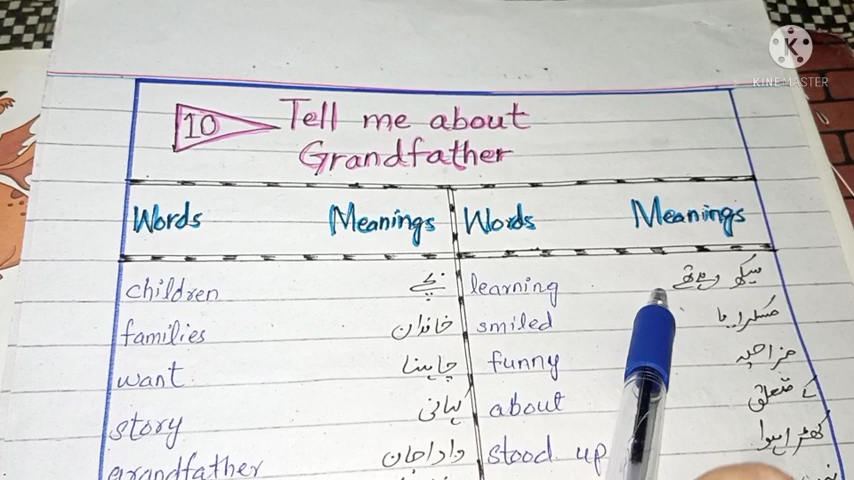 K
KINEMASTER
10 Tell me about
Grandfather
Words Meanings Words Meanings
children بچے learning سیکھ رہے تھے
families خاندان smiled مسکرایا
want چاہنا funny مزاحیہ
story کہانی about کے متعلق
grandfather دادا جان stood up کھڑا ہوا